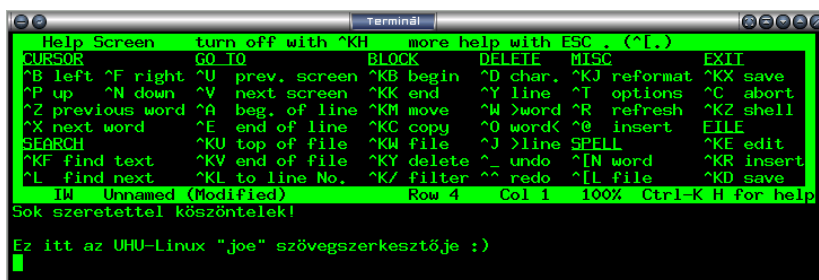 Terminál
Help Screen turn off with ^KH more help with ESC . (^[.)
CURSOR GO TO BLOCK DELETE MISC EXIT
^B left ^F right ^U prev. screen ^KB begin ^D char. ^KJ reformat ^KX save
^P up ^N down ^V next screen ^KK end ^Y line ^T options ^C abort
^Z previous word ^A beg. of line ^KM move ^W >word ^R refresh ^KZ shell
^X next word ^E end of line ^KC copy ^O word< ^@ insert FILE
SEARCH ^KU top of file ^KW file ^J >line SPELL ^KE edit
^KF find text ^KV end of file ^KY delete ^_ undo ^[N word ^KR insert
^L find next ^KL to line No. ^K/ filter ^^ redo ^[L file ^KD save
IW Unnamed (Modified) Row 4 Col 1 100% Ctrl-K H for help
Sok szeretettel köszöntelek!
Ez itt az UHU-Linux "joe" szövegszerkesztője :)